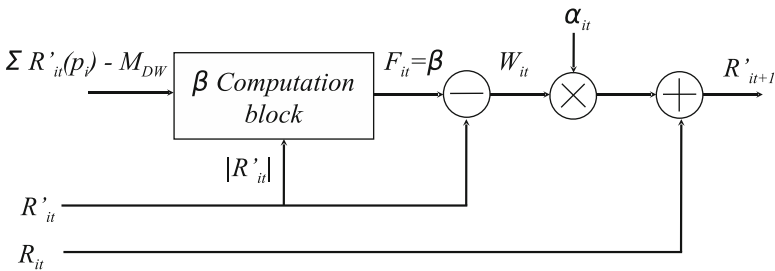 α_it
Σ R'_it(p_i) - M_DW
β Computation
block
F_it=β
−
W_it
×
+
R'_it+1
|R'_it|
R'_it
R_it